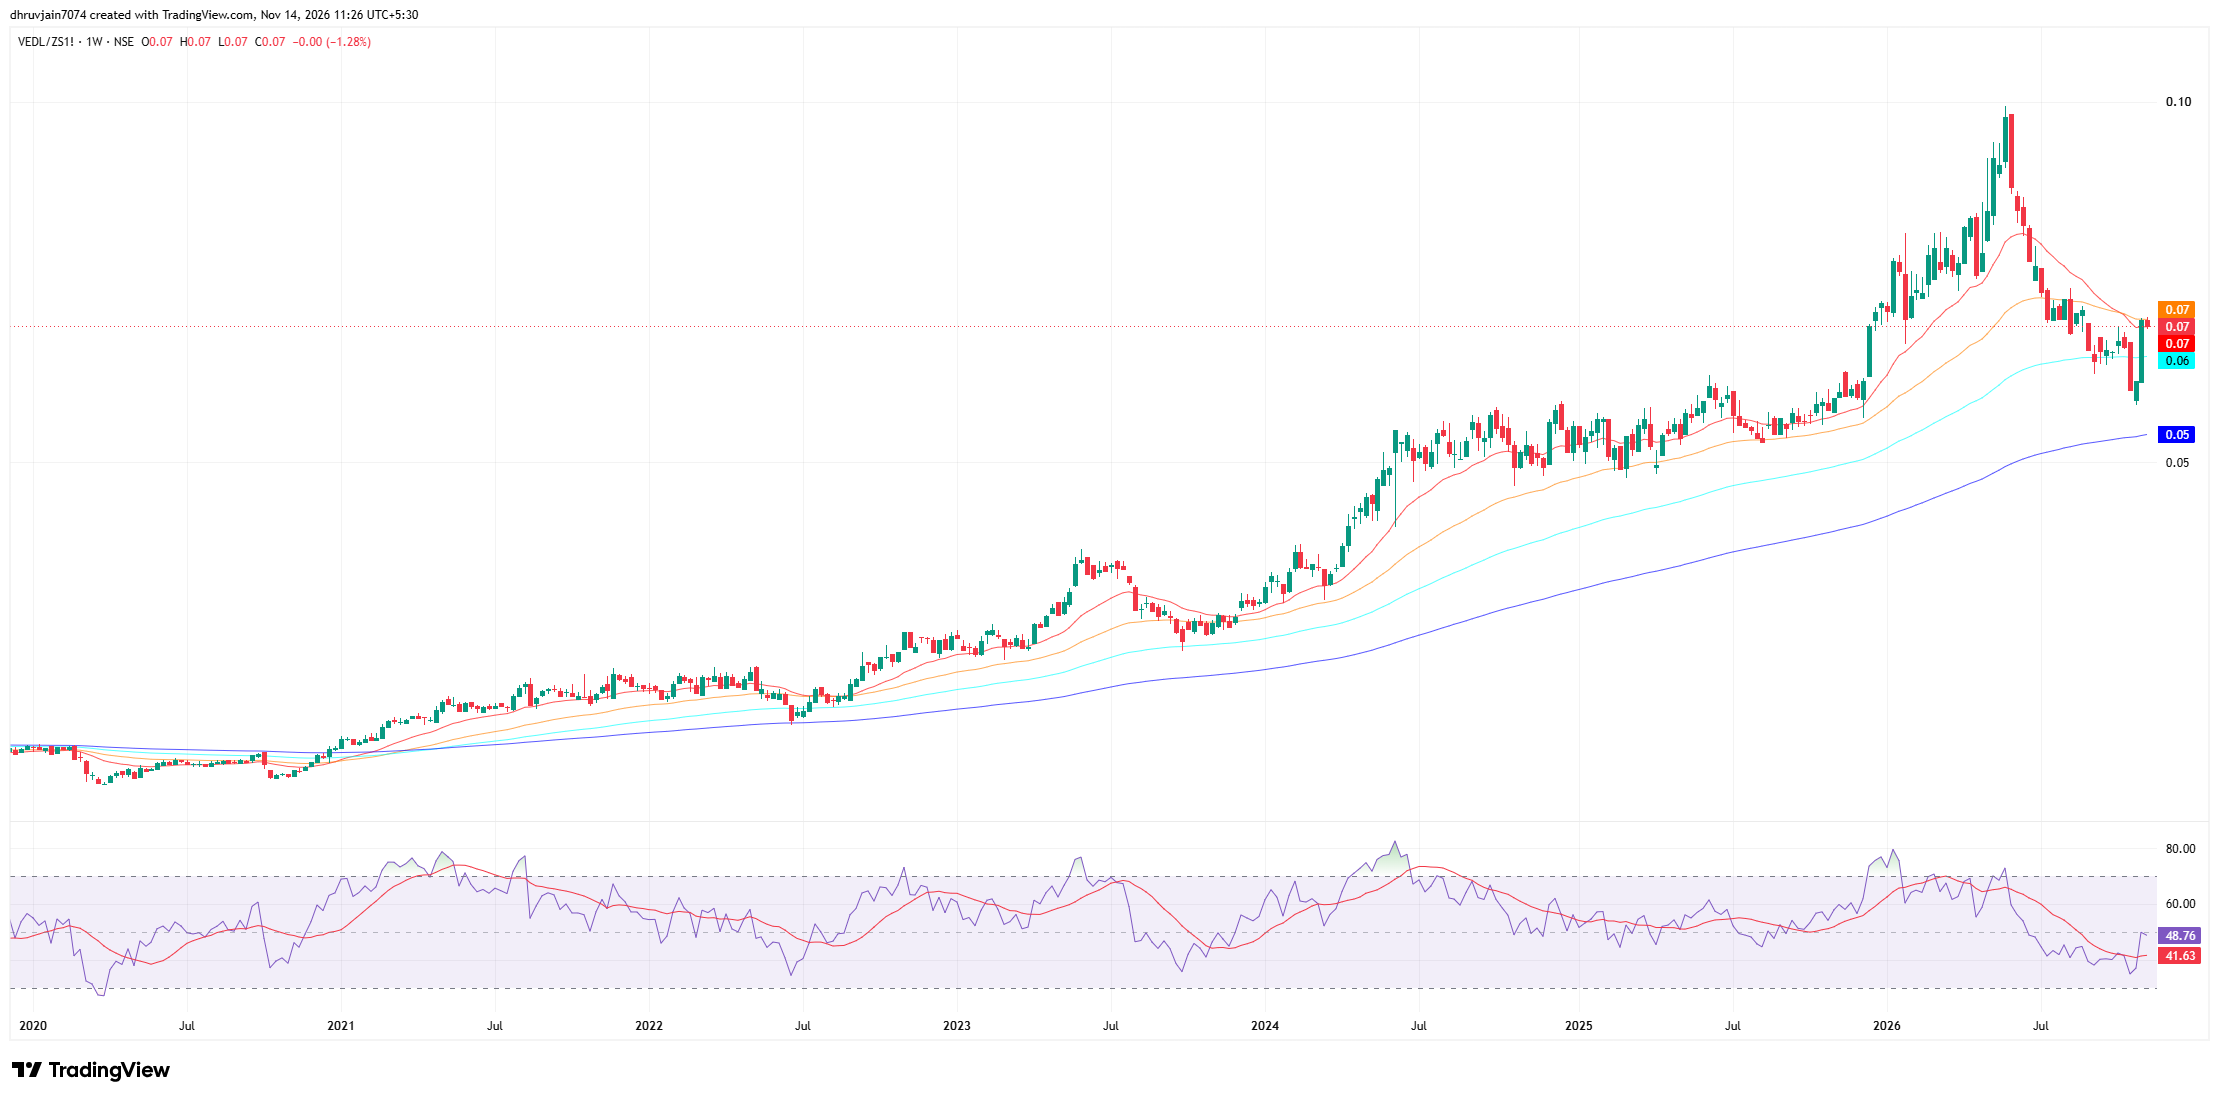 dhruvjain7074 created with TradingView.com, Nov 14, 2026 11:26 UTC+5:30
VEDL/ZS1! · 1W · NSE O0.07 H0.07 L0.07 C0.07 −0.00 (−1.28%)
0.10
0.07
0.07
0.07
0.06
0.05
0.05
80.00
60.00
48.76
41.63
2020 Jul 2021 Jul 2022 Jul 2023 Jul 2024 Jul 2025 Jul 2026 Jul
TradingView